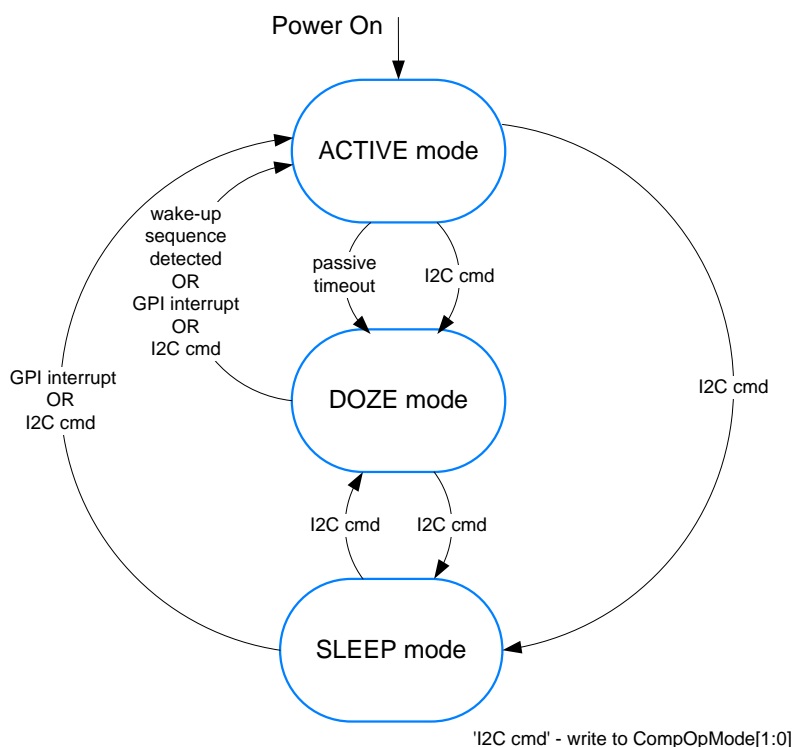 Power On
ACTIVE mode
wake-up
sequence
detected
OR
GPI interrupt
OR
I2C cmd
passive
timeout
I2C cmd
GPI interrupt
OR
I2C cmd
I2C cmd
DOZE mode
I2C cmd
I2C cmd
SLEEP mode
'I2C cmd' - write to CompOpMode[1:0]